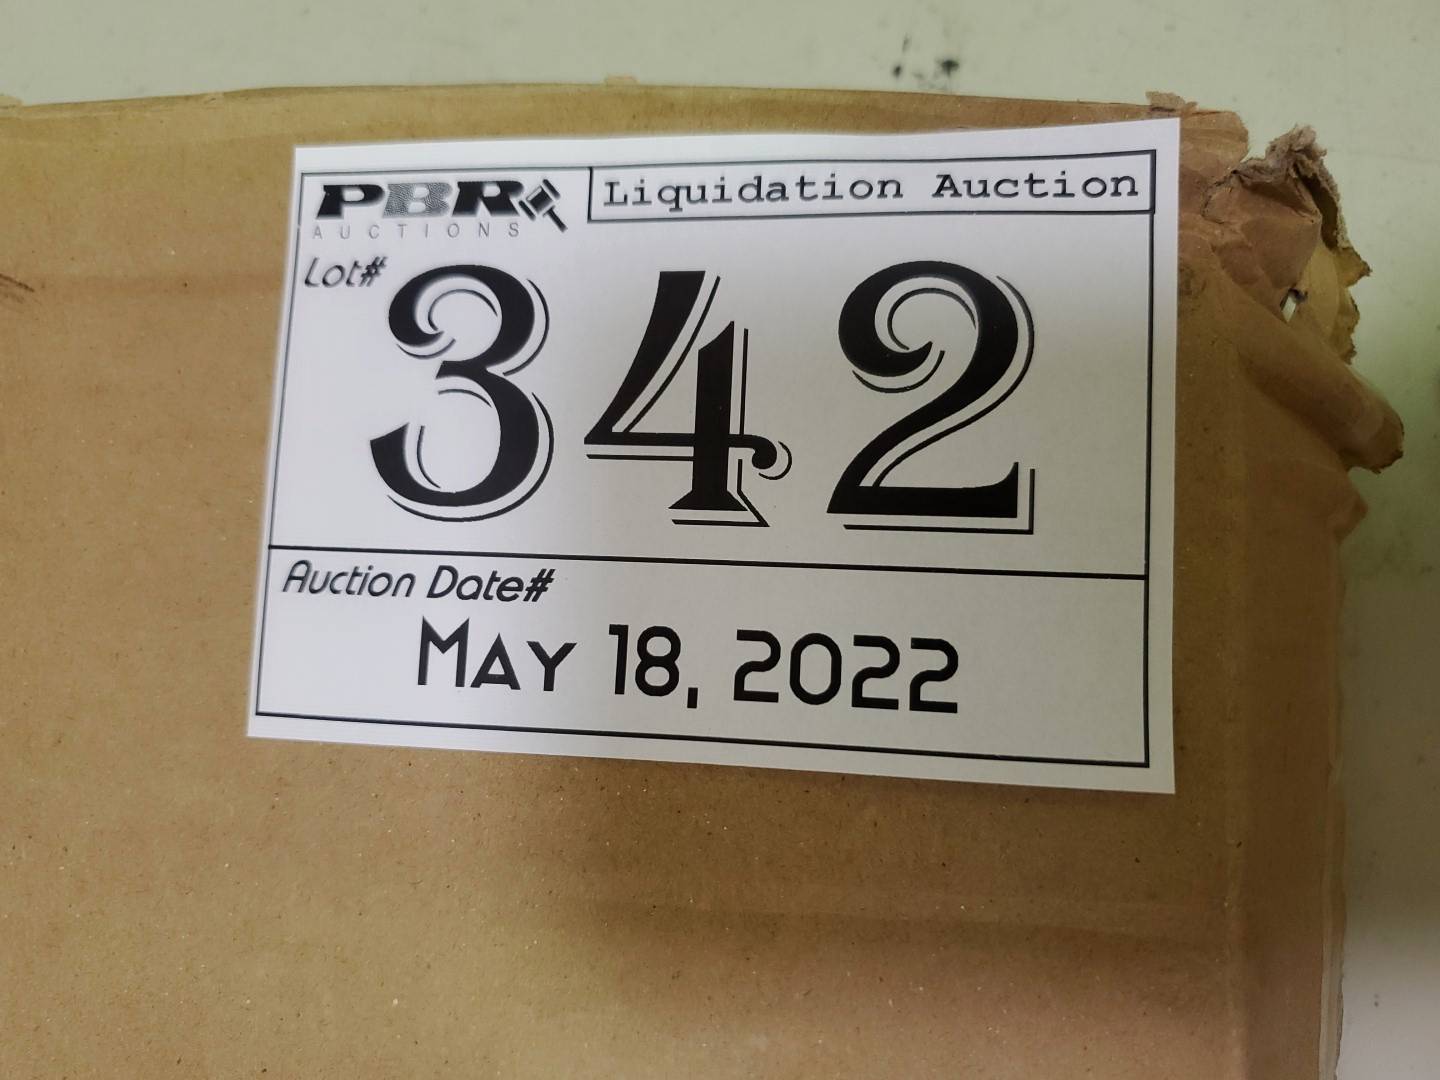 PBR
AUCTIONS
Liquidation Auction
Lot#
342
Auction Date#
May 18, 2022